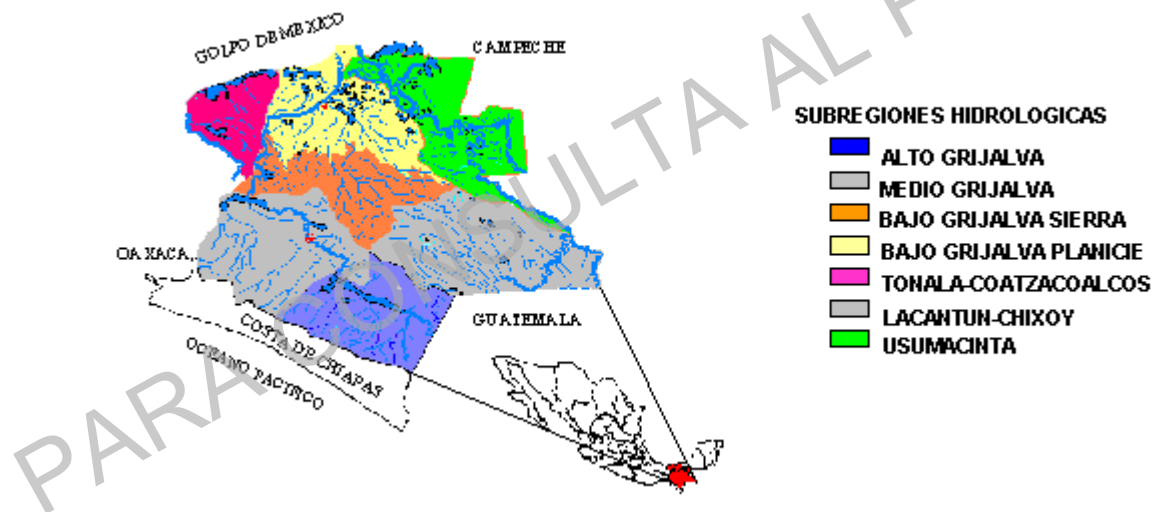 GOLFO DE MEXICO
CAMPECHE
OAXACA
GUATEMALA
COSTA DE CHIAPAS
OCEANO PACIFICO
SUBREGIONES HIDROLOGICAS
ALTO GRIJALVA
MEDIO GRIJALVA
BAJO GRIJALVA SIERRA
BAJO GRIJALVA PLANICIE
TONALA-COATZACOALCOS
LACANTUN-CHIXOY
USUMACINTA
PARA CONSULTA AL P